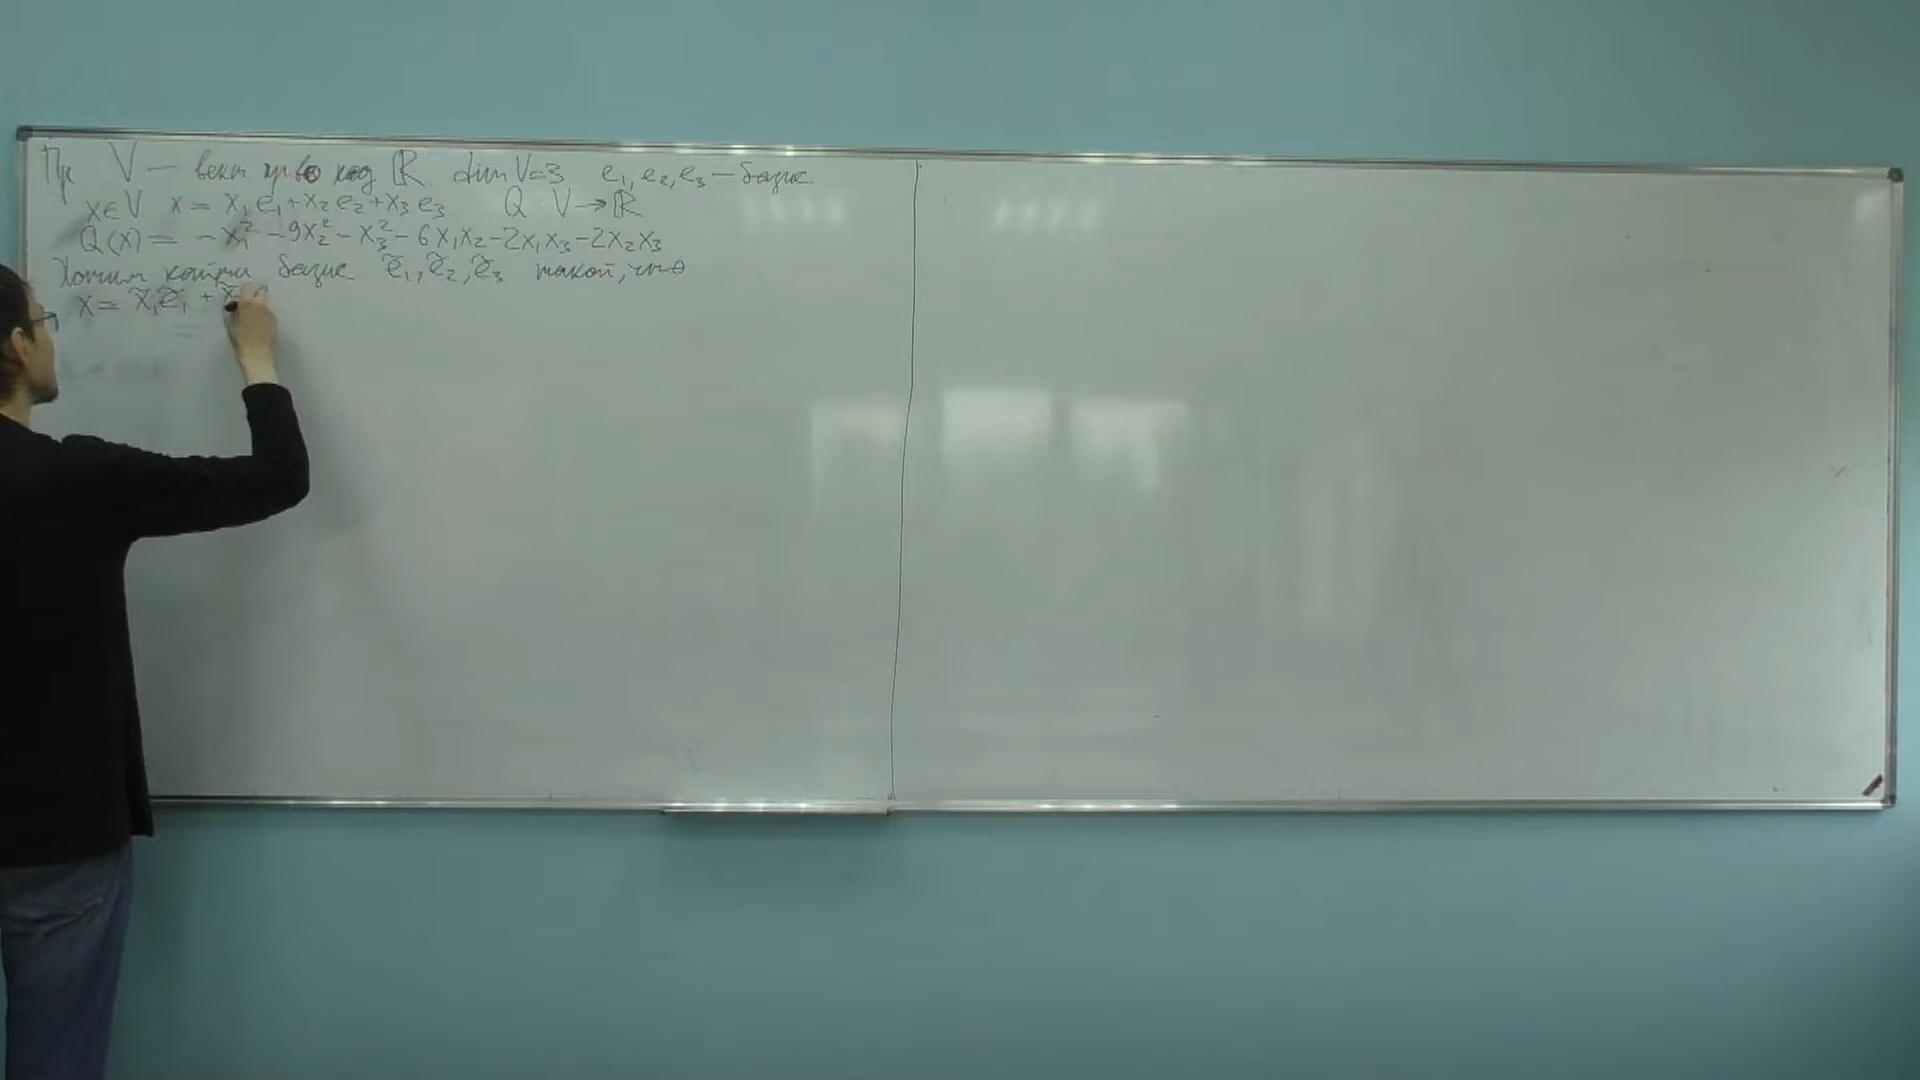 Пр V — вект пр-во над ℝ dim V=3 e₁, e₂, e₃ — базис.
x∈V x = x₁e₁+x₂e₂+x₃e₃ Q V→ℝ
Q(x) = -x₁²-9x₂²-x₃²-6x₁x₂-2x₁x₃-2x₂x₃
Хотим найти базис ẽ₁, ẽ₂, ẽ₃ такой, что
x = x̃₁ẽ₁ + x̃